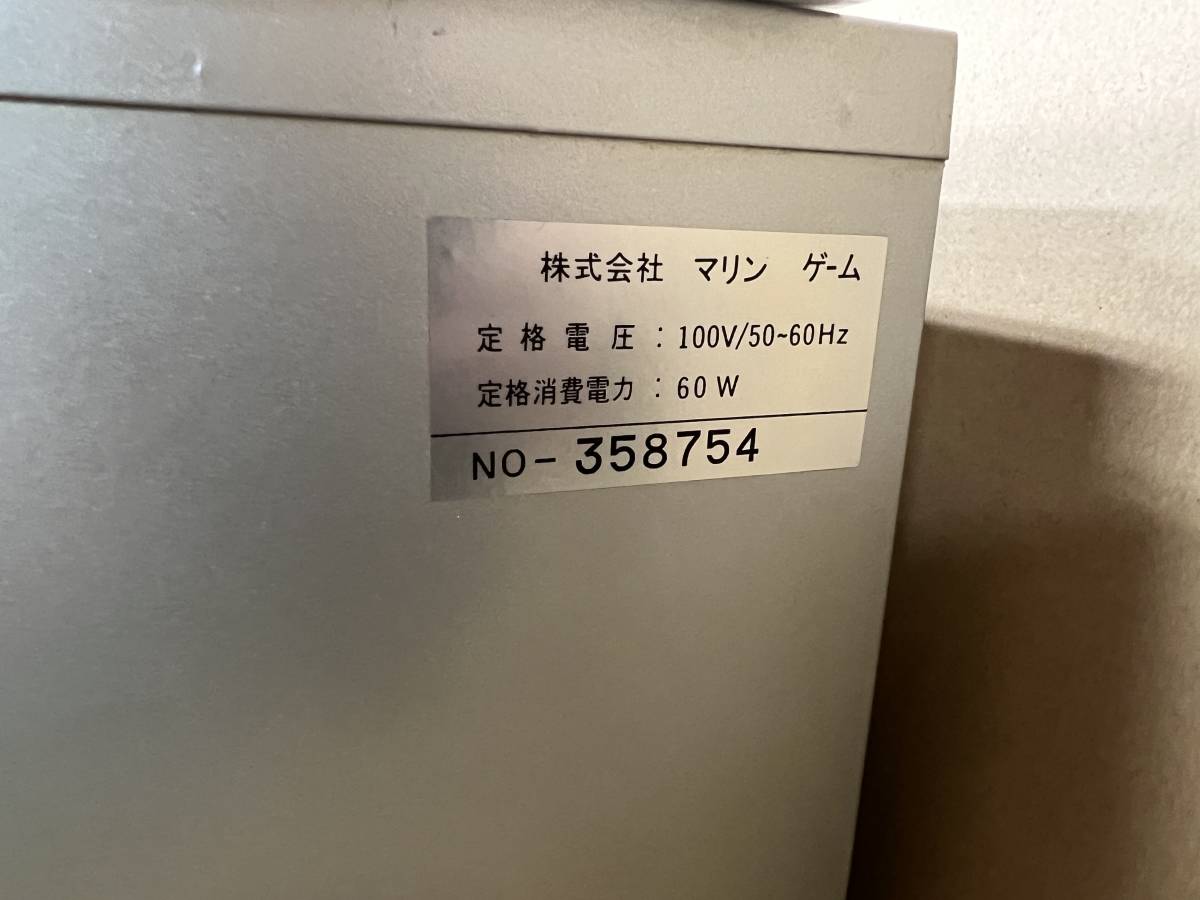 株式会社　マリン　ゲーム
定格電圧：100V/50~60Hz
定格消費電力：60W
NO-358754